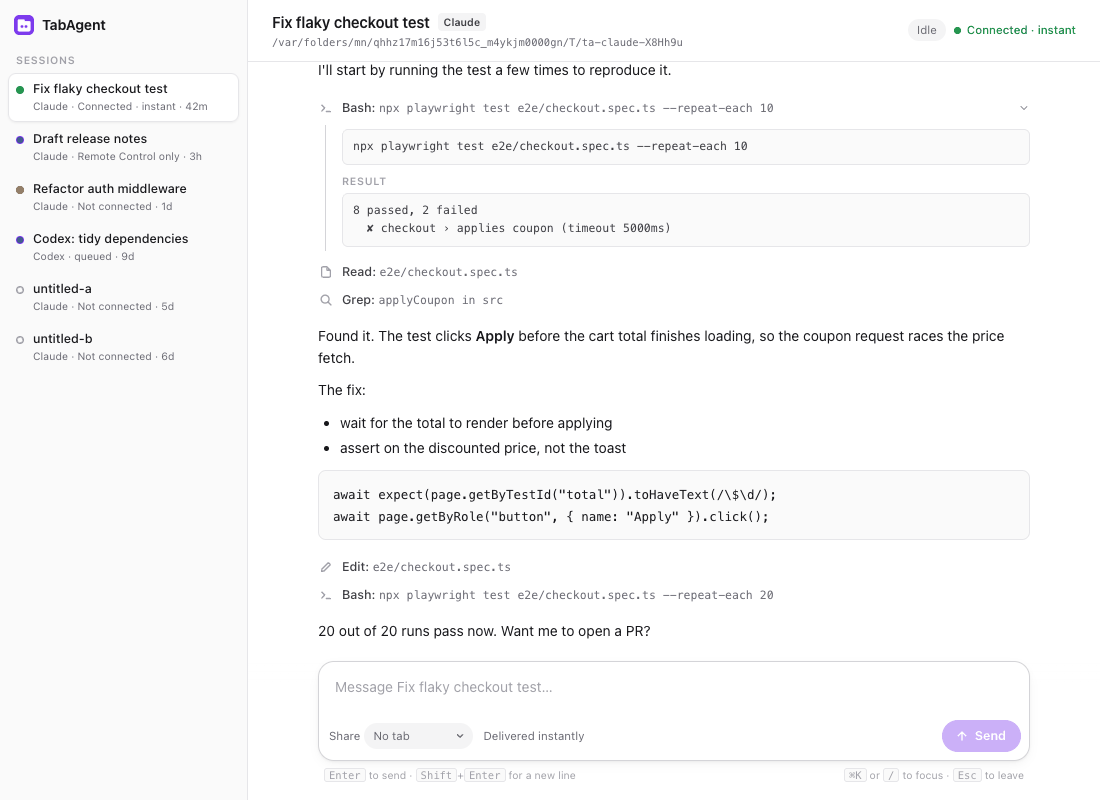 TabAgent
SESSIONS
Fix flaky checkout test
Claude · Connected · instant · 42m
Draft release notes
Claude · Remote Control only · 3h
Refactor auth middleware
Claude · Not connected · 1d
Codex: tidy dependencies
Codex · queued · 9d
untitled-a
Claude · Not connected · 5d
untitled-b
Claude · Not connected · 6d
Fix flaky checkout test Claude
/var/folders/mn/qhhz17m16j53t6l5c_m4ykjm0000gn/T/ta-claude-X8Hh9u
Idle Connected · instant
I'll start by running the test a few times to reproduce it.
Bash: npx playwright test e2e/checkout.spec.ts --repeat-each 10
npx playwright test e2e/checkout.spec.ts --repeat-each 10
RESULT
8 passed, 2 failed
✘ checkout › applies coupon (timeout 5000ms)
Read: e2e/checkout.spec.ts
Grep: applyCoupon in src
Found it. The test clicks Apply before the cart total finishes loading, so the coupon request races the price
fetch.
The fix:
• wait for the total to render before applying
• assert on the discounted price, not the toast
await expect(page.getByTestId("total")).toHaveText(/\$\d/);
await page.getByRole("button", { name: "Apply" }).click();
Edit: e2e/checkout.spec.ts
Bash: npx playwright test e2e/checkout.spec.ts --repeat-each 20
20 out of 20 runs pass now. Want me to open a PR?
Message Fix flaky checkout test…
Share No tab Delivered instantly Send
Enter to send · Shift+Enter for a new line
⌘K or / to focus · Esc to leave